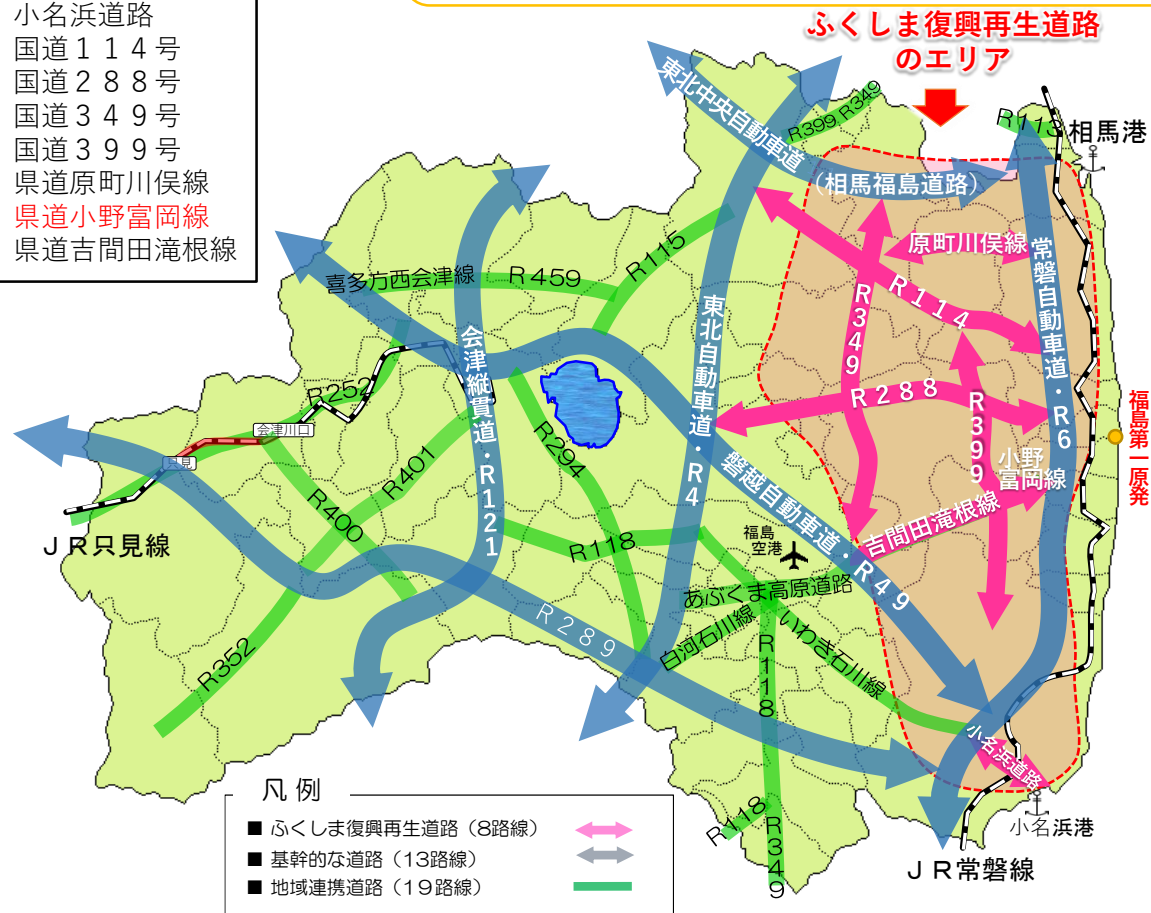 小名浜道路
国道１１４号
国道２８８号
国道３４９号
国道３９９号
県道原町川俣線
県道小野富岡線
県道吉間田滝根線
ふくしま復興再生道路
のエリア
東北中央自動車道
（相馬福島道路）
R399
R349
R113
相馬港
原町川俣線
R114
R349
R288
R399
常磐自動車道・R6
福島第一原発
小野
富岡線
吉間田滝根線
喜多方西会津線
R459
R115
東北自動車道・R4
会津縦貫道・R121
R252
会津川口
只見
JR只見線
R401
R400
R294
R118
磐越自動車道・R49
福島
空港
あぶくま高原道路
白河石川線
いわき石川線
R289
R352
R118
R118
R349
小名浜道路
小名浜港
JR常磐線
凡例
■ ふくしま復興再生道路（8路線）
■ 基幹的な道路（13路線）
■ 地域連携道路（19路線）